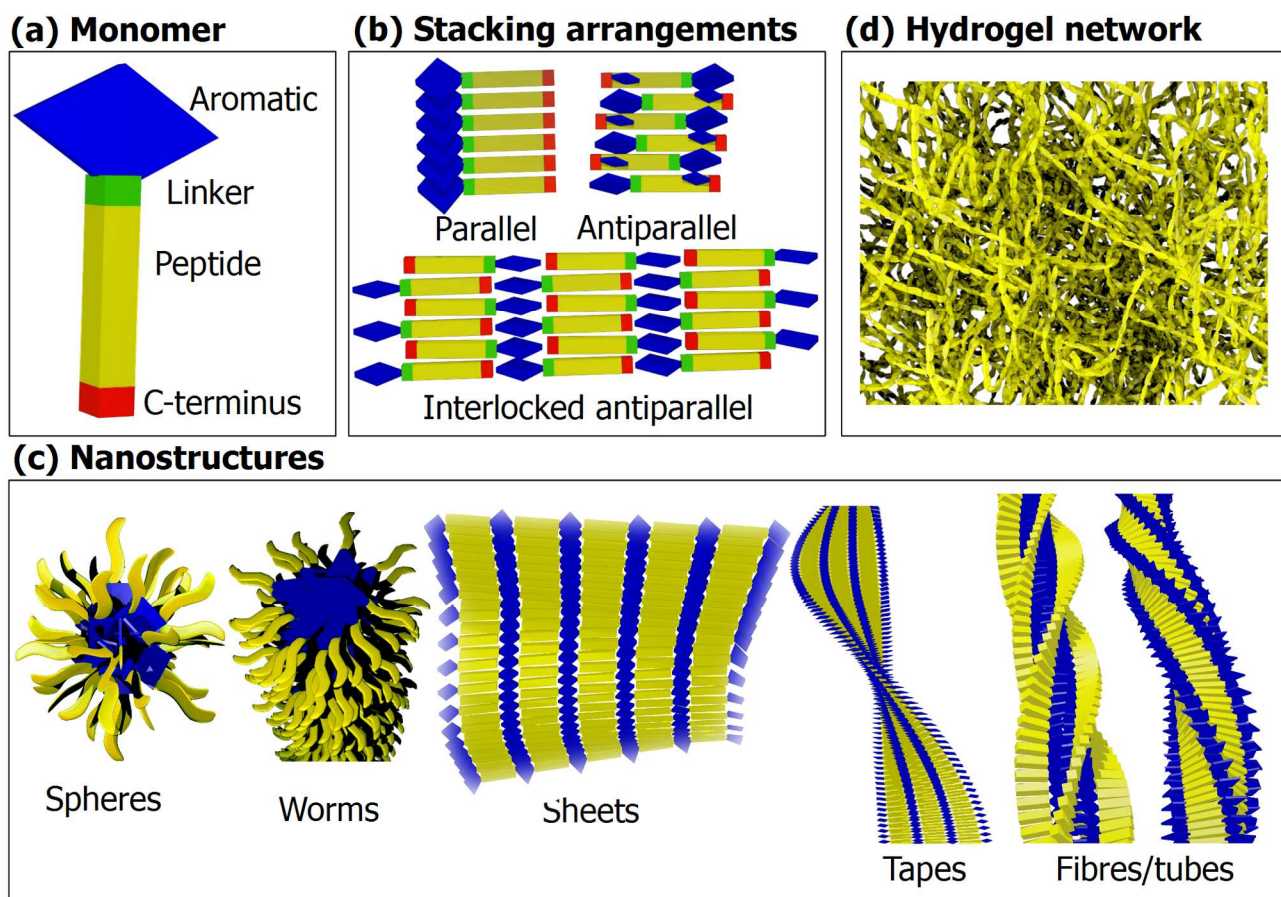 (a) Monomer
Aromatic
Linker
Peptide
C-terminus
(b) Stacking arrangements
Parallel
Antiparallel
Interlocked antiparallel
(d) Hydrogel network
(c) Nanostructures
Spheres
Worms
Sheets
Tapes
Fibres/tubes